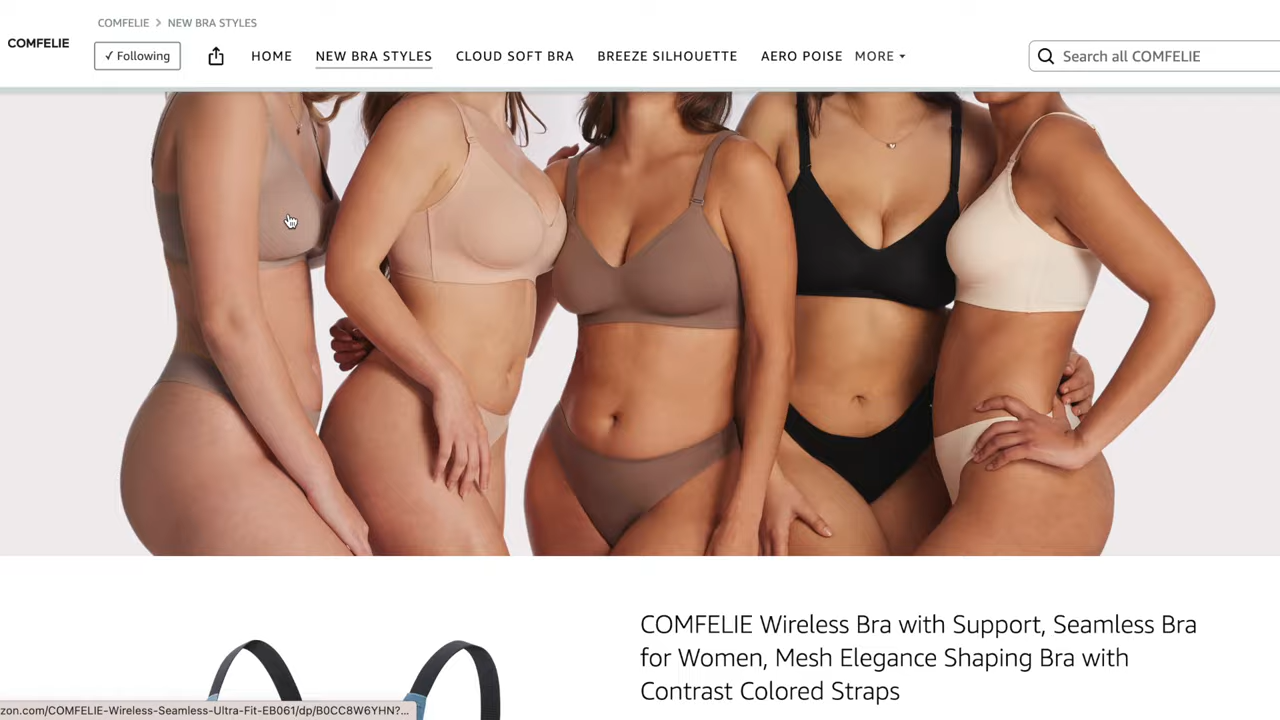 COMFELIE > NEW BRA STYLES
COMFELIE
✓ Following
HOME
NEW BRA STYLES
CLOUD SOFT BRA
BREEZE SILHOUETTE
AERO POISE
MORE
Search all COMFELIE
COMFELIE Wireless Bra with Support, Seamless Bra
for Women, Mesh Elegance Shaping Bra with
Contrast Colored Straps
zon.com/COMFELIE-Wireless-Seamless-Ultra-Fit-EB061/dp/B0CC8W6YHN?...